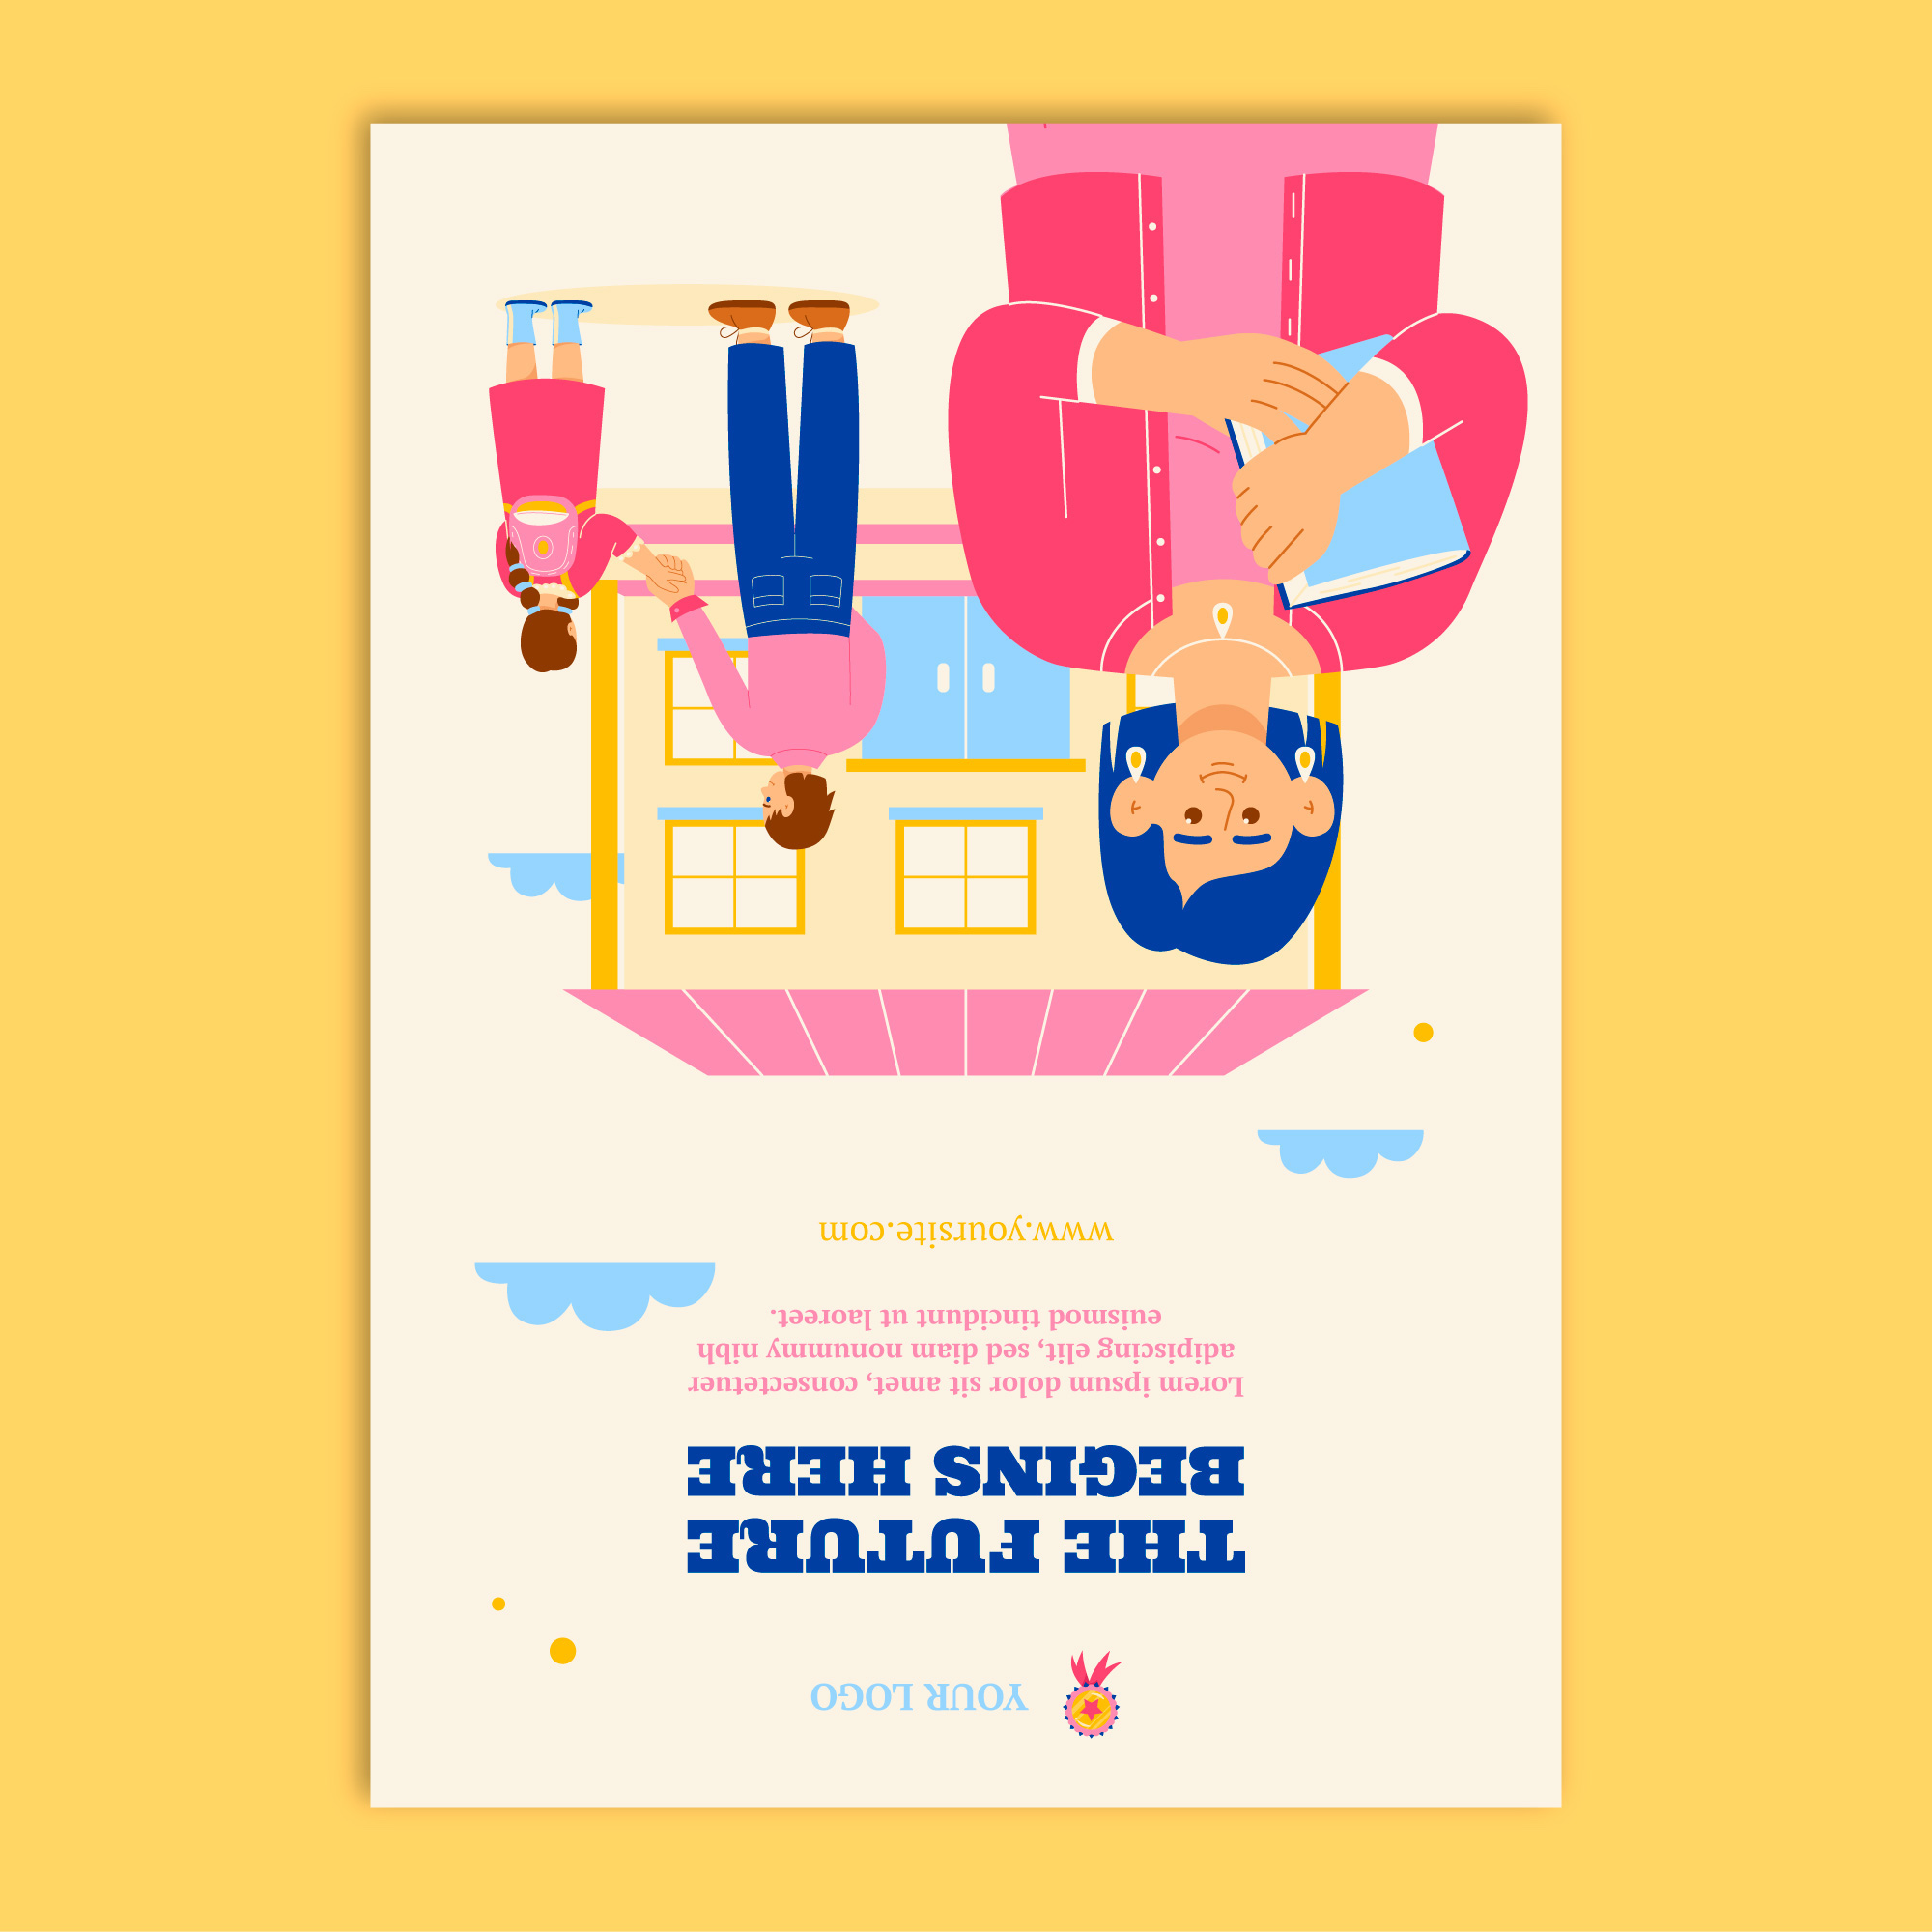 YOUR LOGO
THE FUTURE
BEGINS HERE
Lorem ipsum dolor sit amet, consectetuer
adipiscing elit, sed diam nonummy nibh
euismod tincidunt ut laoreet.
www.yoursite.com